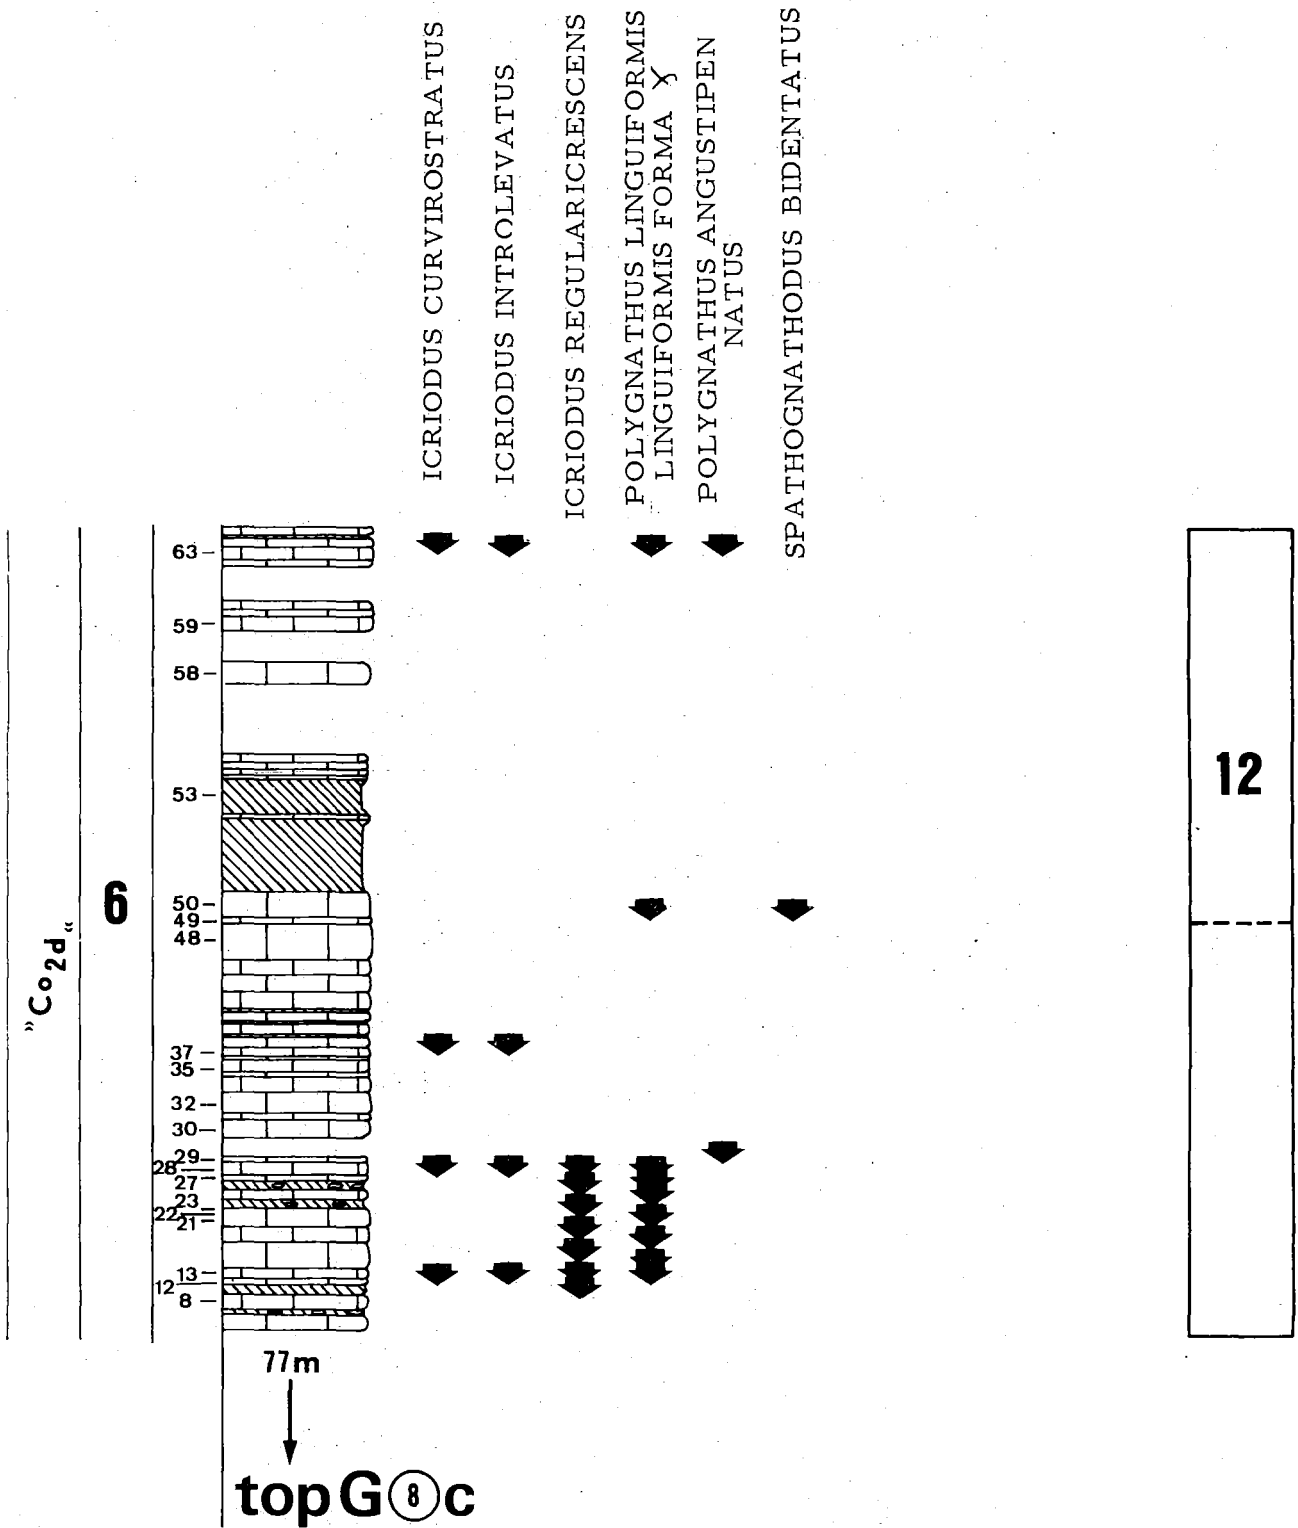 ICRIODUS CURVIROSTRATUS
ICRIODUS INTROLEVATUS
ICRIODUS REGULARICRESCENS
POLYGNATHUS LINGUIFORMIS
LINGUIFORMIS FORMA γ
POLYGNATHUS ANGUSTIPEN
NATUS
SPATHOGNATHODUS BIDENTATUS
63
59
58
53
50
49
48
37
35
32
30
29
28
27
23
22
21
13
12
8
"Co2d"
6
12
77m
top G 8 c